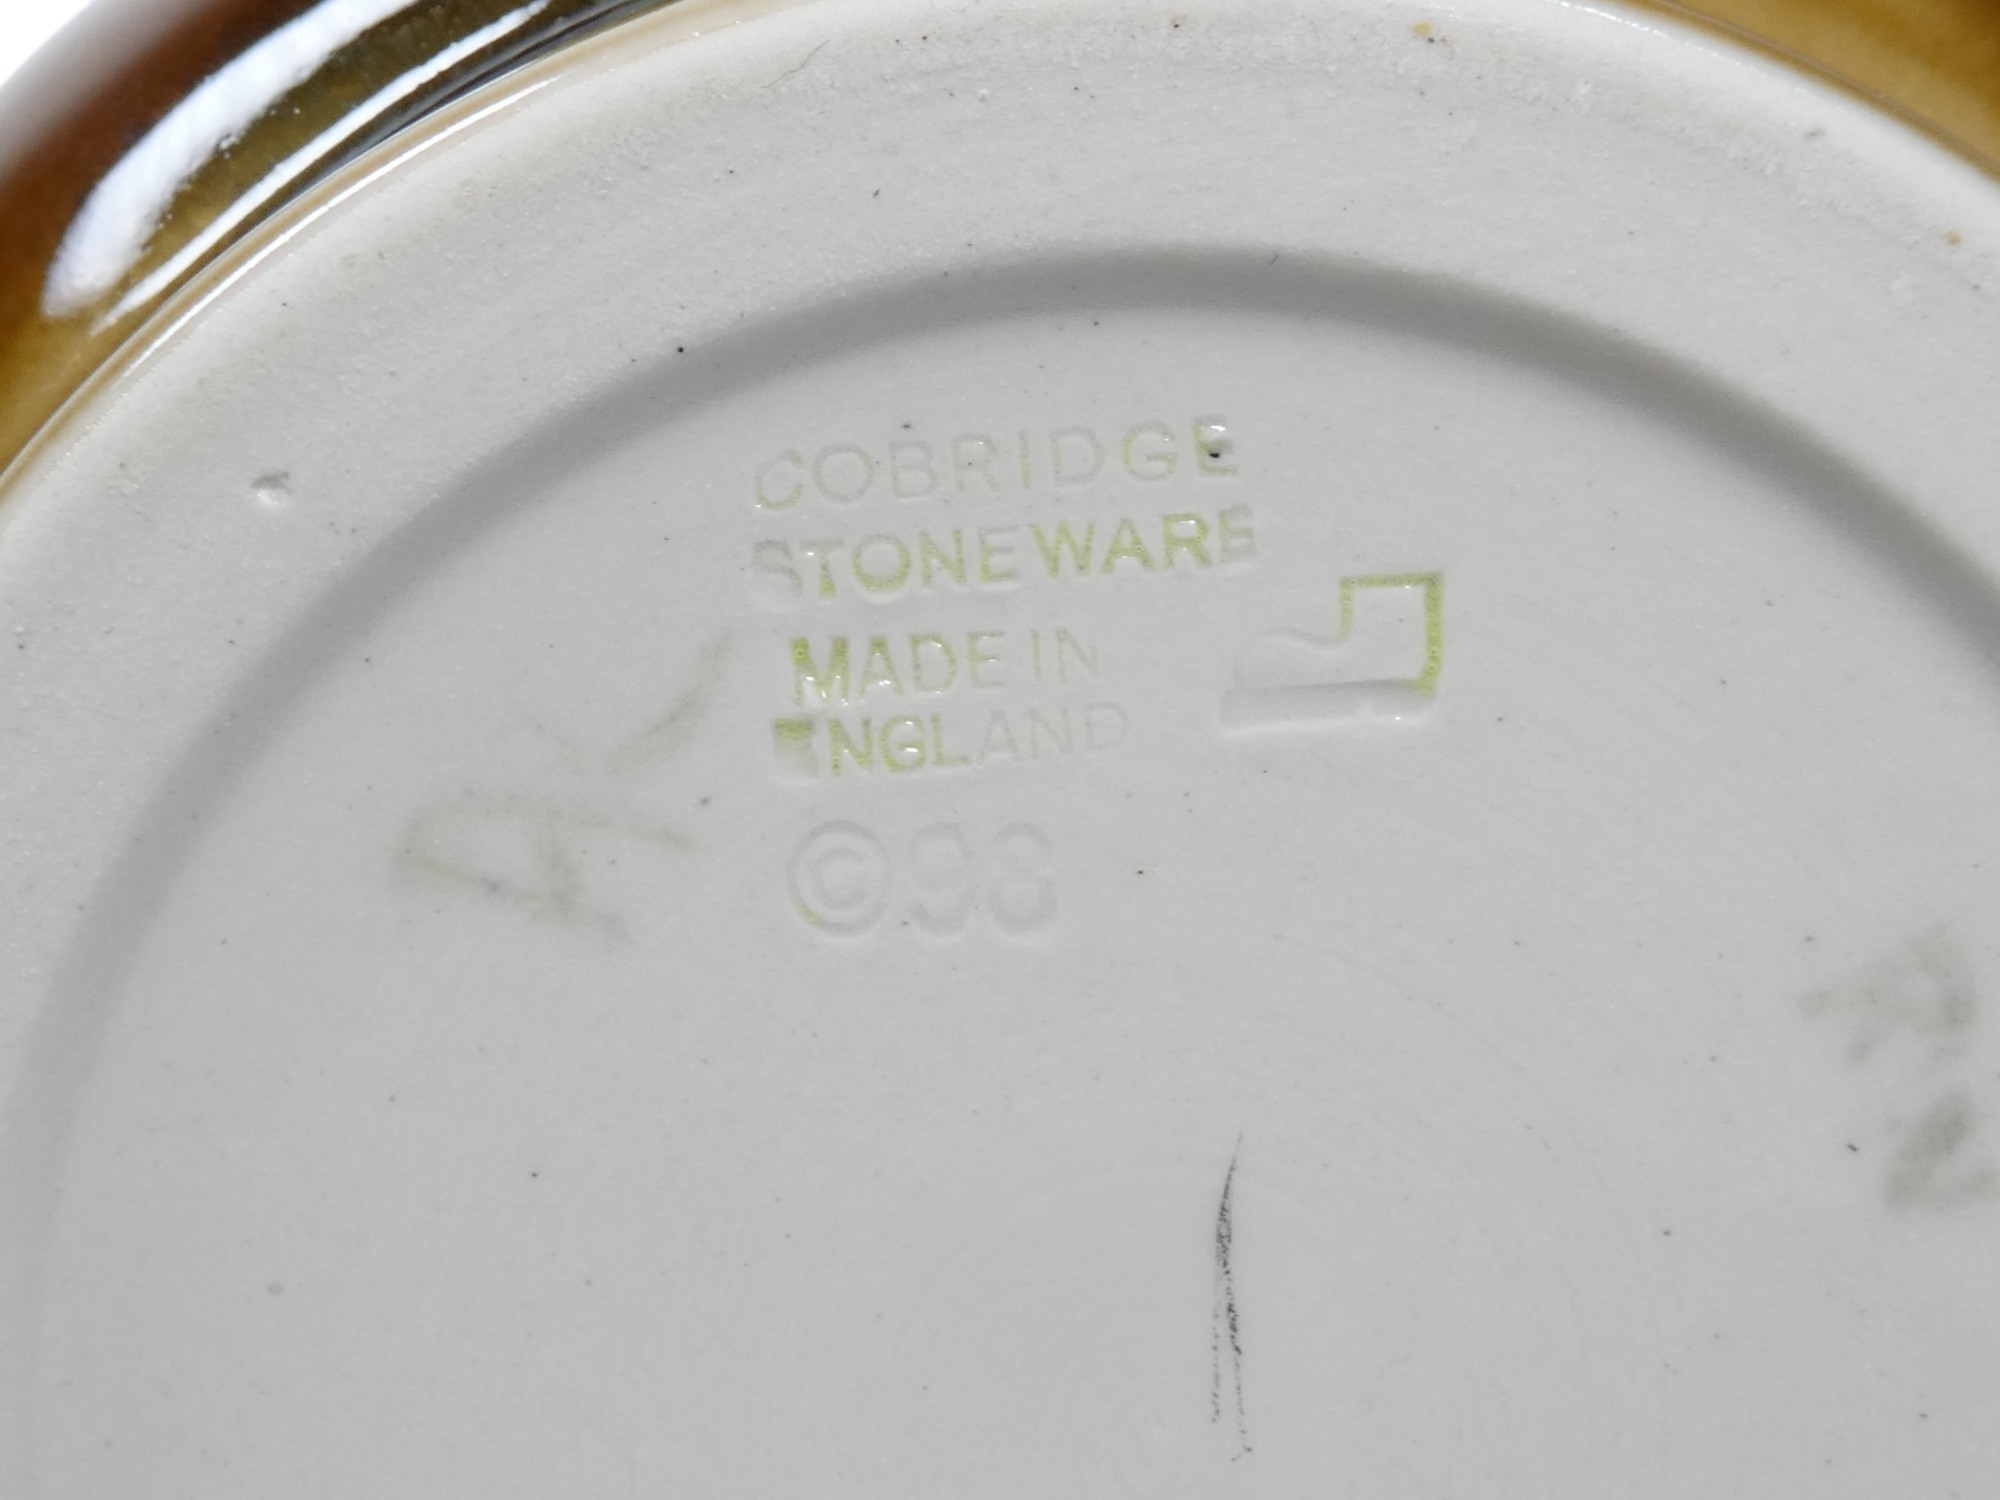 COBRIDGE
STONEWARE
MADE IN
ENGLAND
©98